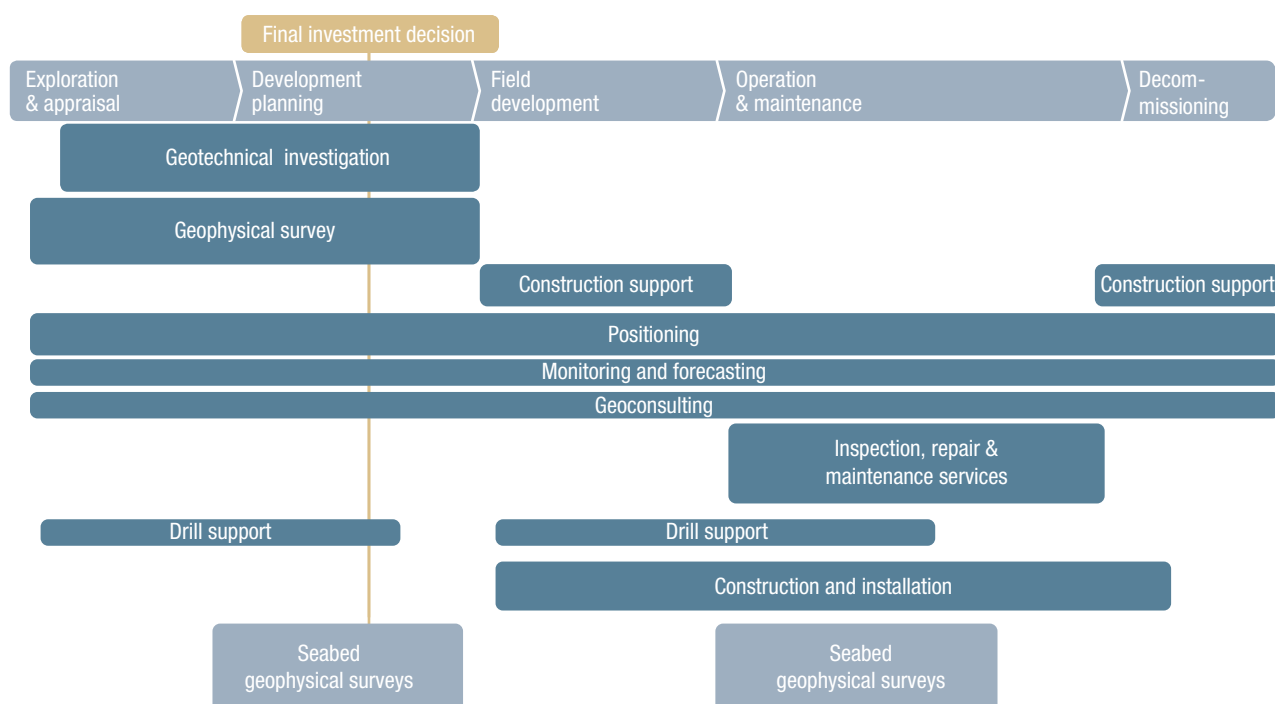 Final investment decision
Exploration
& appraisal
Development
planning
Field
development
Operation
& maintenance
Decom-
missioning
Geotechnical investigation
Geophysical survey
Construction support
Construction support
Positioning
Monitoring and forecasting
Geoconsulting
Inspection, repair &
maintenance services
Drill support
Drill support
Construction and installation
Seabed
geophysical surveys
Seabed
geophysical surveys